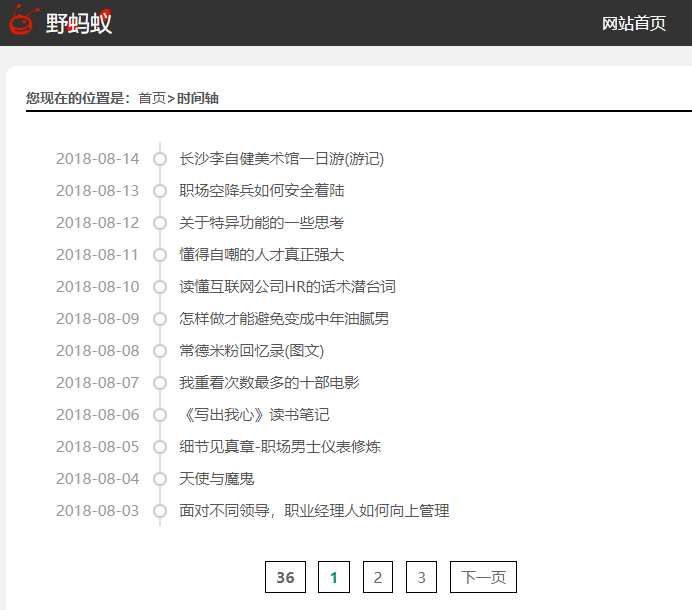 野蚂蚁 网站首页
您现在的位置是：首页>时间轴
2018-08-14 长沙李自健美术馆一日游(游记)
2018-08-13 职场空降兵如何安全着陆
2018-08-12 关于特异功能的一些思考
2018-08-11 懂得自嘲的人才真正强大
2018-08-10 读懂互联网公司HR的话术潜台词
2018-08-09 怎样做才能避免变成中年油腻男
2018-08-08 常德米粉回忆录(图文)
2018-08-07 我重看次数最多的十部电影
2018-08-06 《写出我心》读书笔记
2018-08-05 细节见真章-职场男士仪表修炼
2018-08-04 天使与魔鬼
2018-08-03 面对不同领导，职业经理人如何向上管理
36 1 2 3 下一页